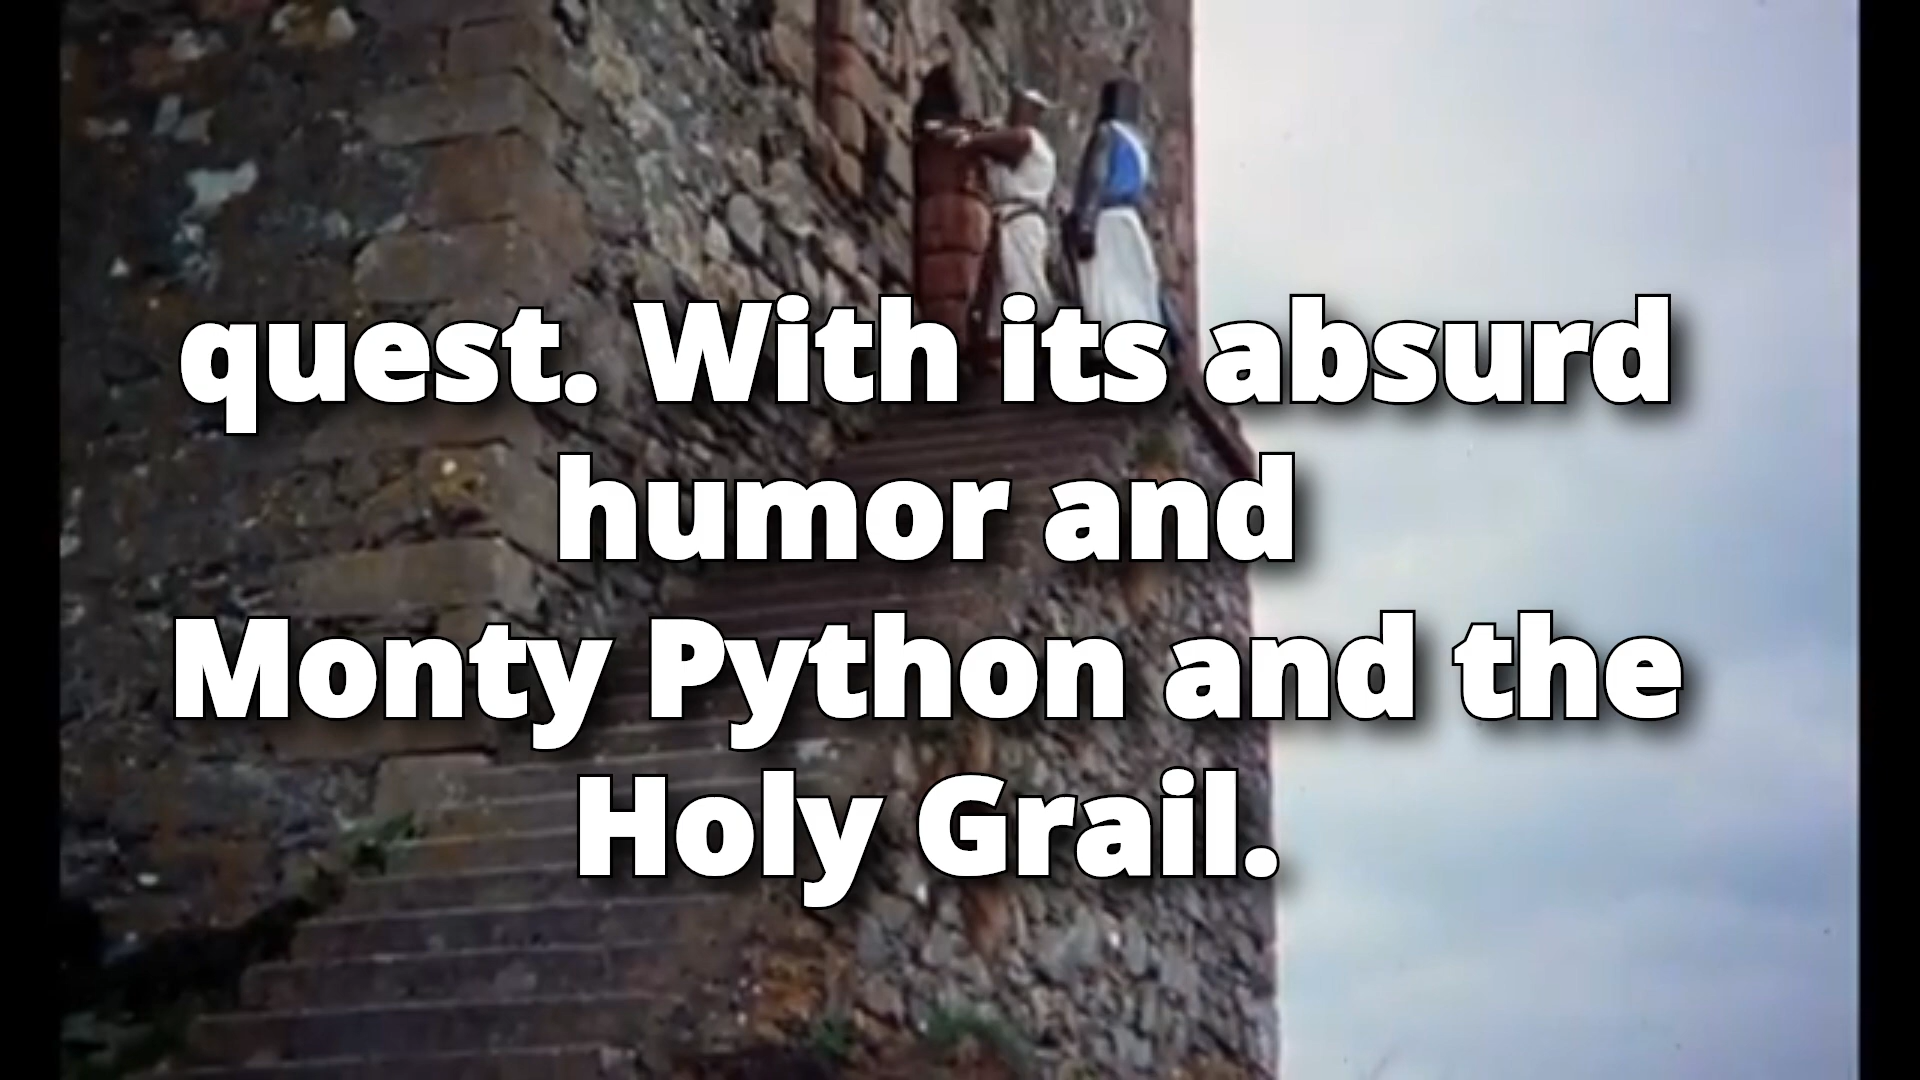 quest. With its absurd
humor and
Monty Python and the
Holy Grail.